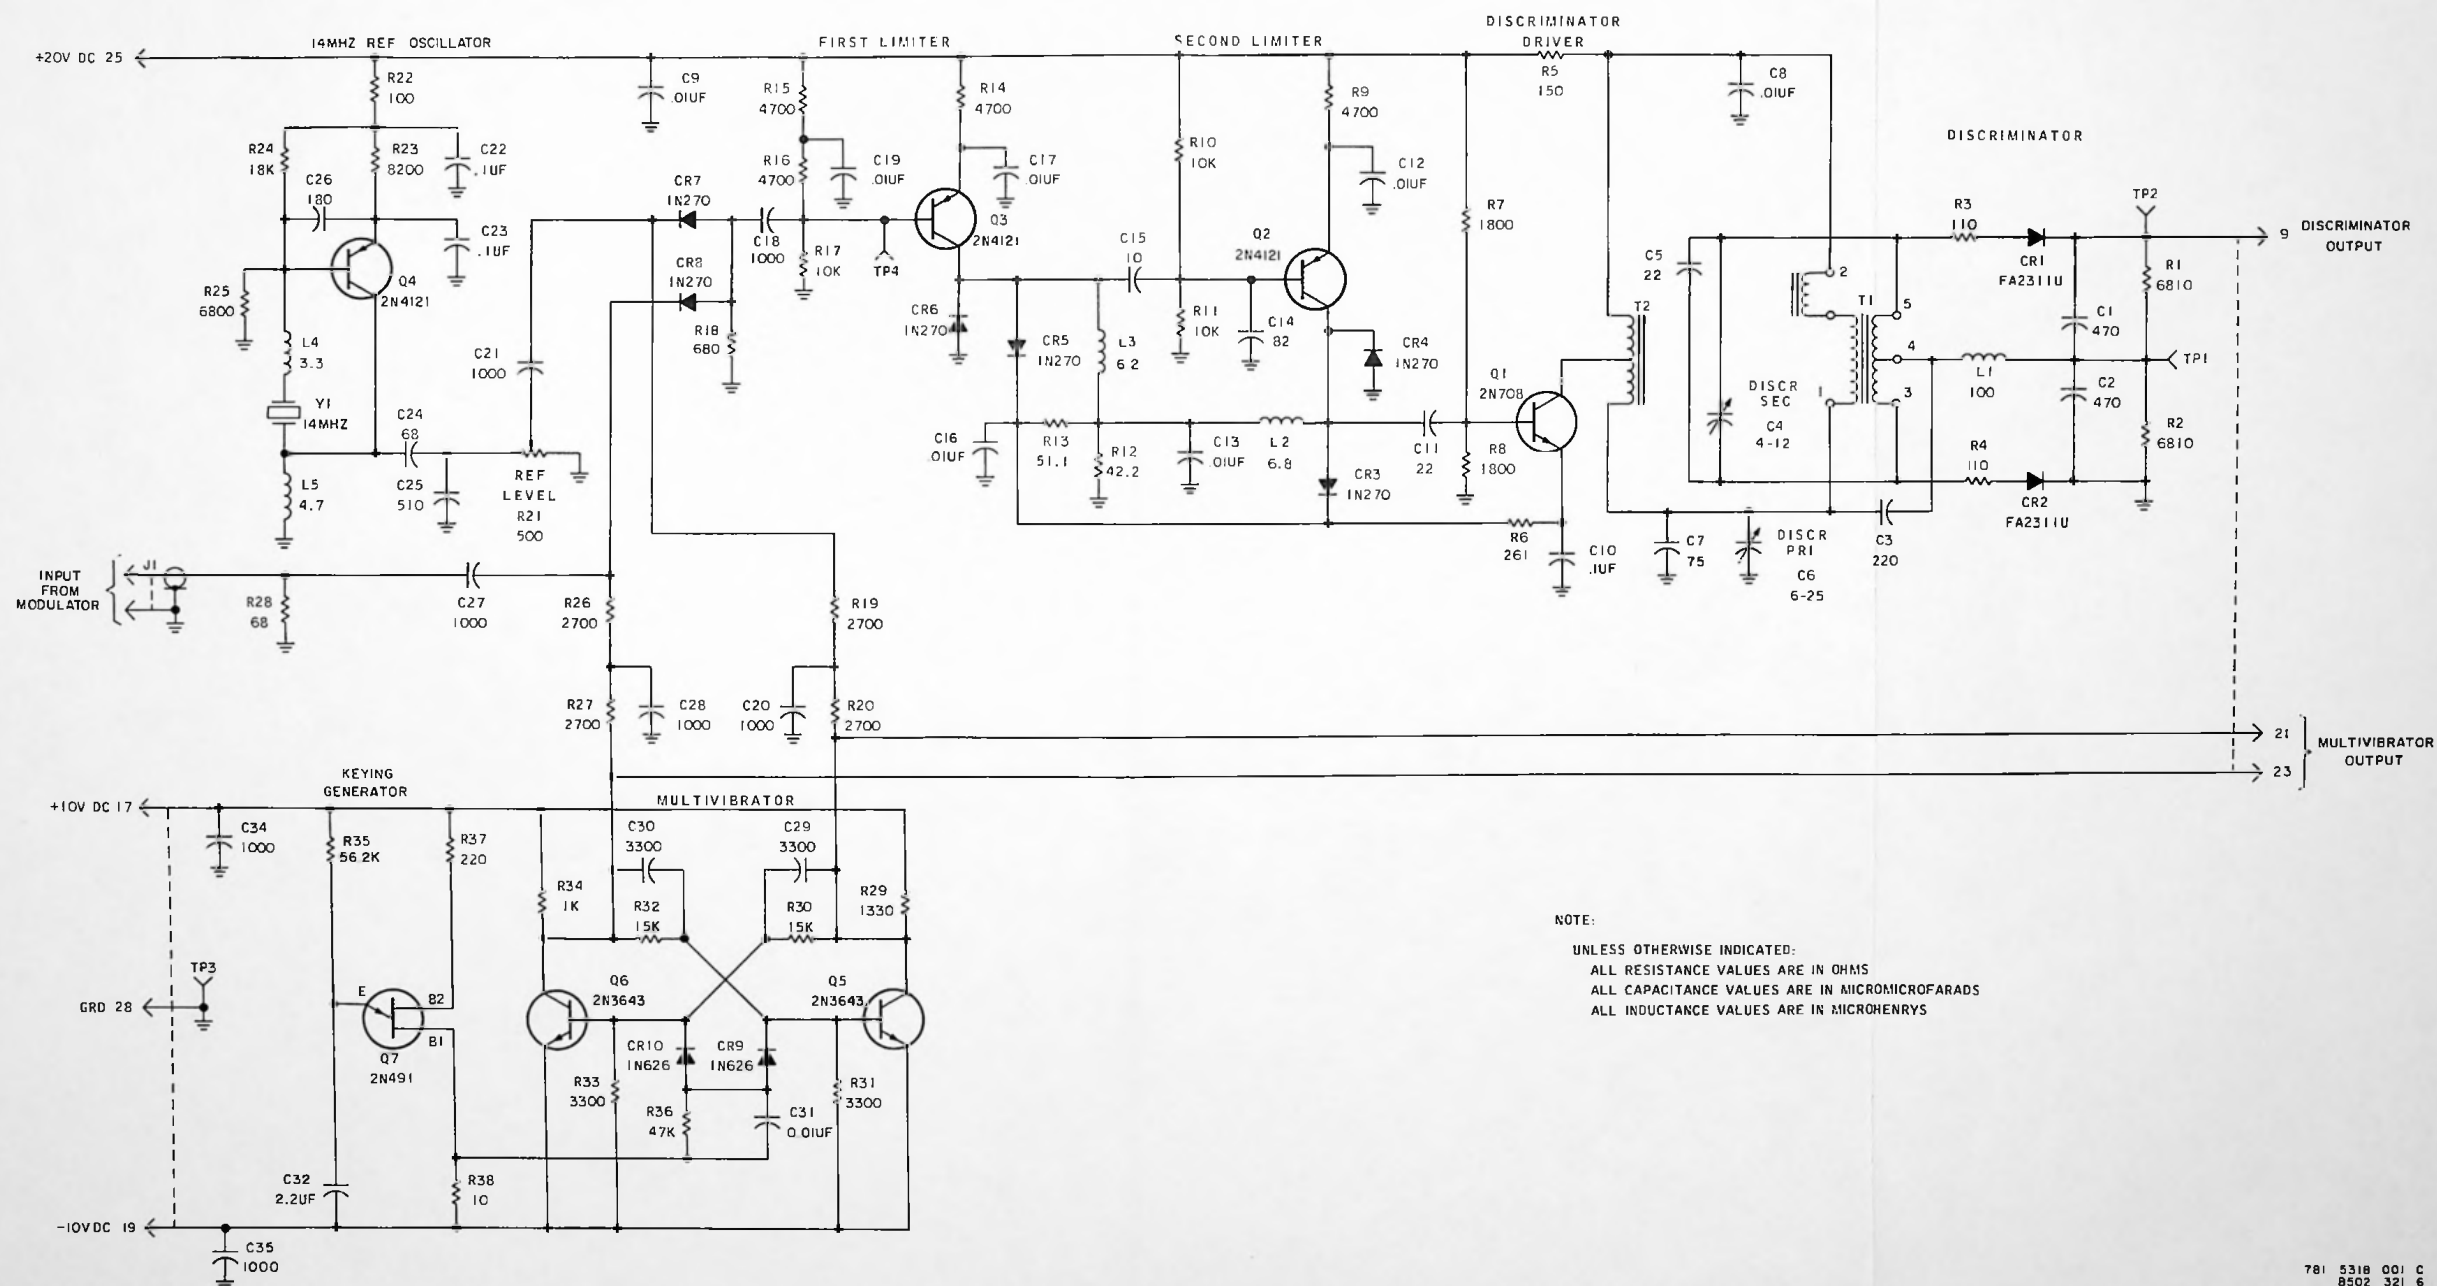 DISCRIMINATOR
DRIVER
14MHZ REF OSCILLATOR
FIRST LIMITER
SECOND LIMITER
+20V DC 25
R22
100
C9
.01UF
R15
4700
R14
4700
R9
4700
R5
150
C8
.01UF
DISCRIMINATOR
R24
18K
R23
8200
C22
.1UF
C26
180
R16
4700
C19
.01UF
C17
.01UF
R10
10K
C12
.01UF
CR7
1N270
C18
1000
R17
10K
TP4
Q3
2N4121
C23
.1UF
Q4
2N4121
R25
6800
CR8
1N270
R18
680
C15
10
Q2
2N4121
R7
1800
R3
110
TP2
9
DISCRIMINATOR
OUTPUT
CR1
FA2311U
C5
22
2
T1
5
R1
6810
C1
470
T2
L4
3.3
C21
1000
CR6
1N270
CR5
1N270
L3
6.2
R11
10K
C14
82
CR4
1N270
Q1
2N708
4
L1
100
TP1
DISCR
SEC
C4
4-12
1
3
C2
470
Y1
14MHZ
C24
68
C16
.01UF
R13
51.1
R12
42.2
C13
.01UF
L2
6.8
C11
22
R8
1800
R2
6810
R4
110
CR2
FA2311U
L5
4.7
C25
510
REF
LEVEL
R21
500
CR3
1N270
R6
261
C10
.1UF
C7
75
DISCR
PRI
C6
6-25
C3
220
INPUT
FROM
MODULATOR
J1
R28
68
C27
1000
R26
2700
R19
2700
R27
2700
C28
1000
C20
1000
R20
2700
21
23
MULTIVIBRATOR
OUTPUT
KEYING
GENERATOR
MULTIVIBRATOR
+10V DC 17
C34
1000
R35
56.2K
R37
220
C30
3300
C29
3300
R34
1K
R32
15K
R30
15K
R29
1330
TP3
GRD 28
E
B2
B1
Q7
2N491
Q6
2N3643
Q5
2N3643
CR10
1N626
CR9
1N626
R33
3300
R36
47K
C31
0.01UF
R31
3300
C32
2.2UF
R38
10
-10VDC 19
C35
1000
NOTE:
UNLESS OTHERWISE INDICATED:
ALL RESISTANCE VALUES ARE IN OHMS
ALL CAPACITANCE VALUES ARE IN MICROMICROFARADS
ALL INDUCTANCE VALUES ARE IN MICROHENRYS
781 5318 001 C
8502 321 6